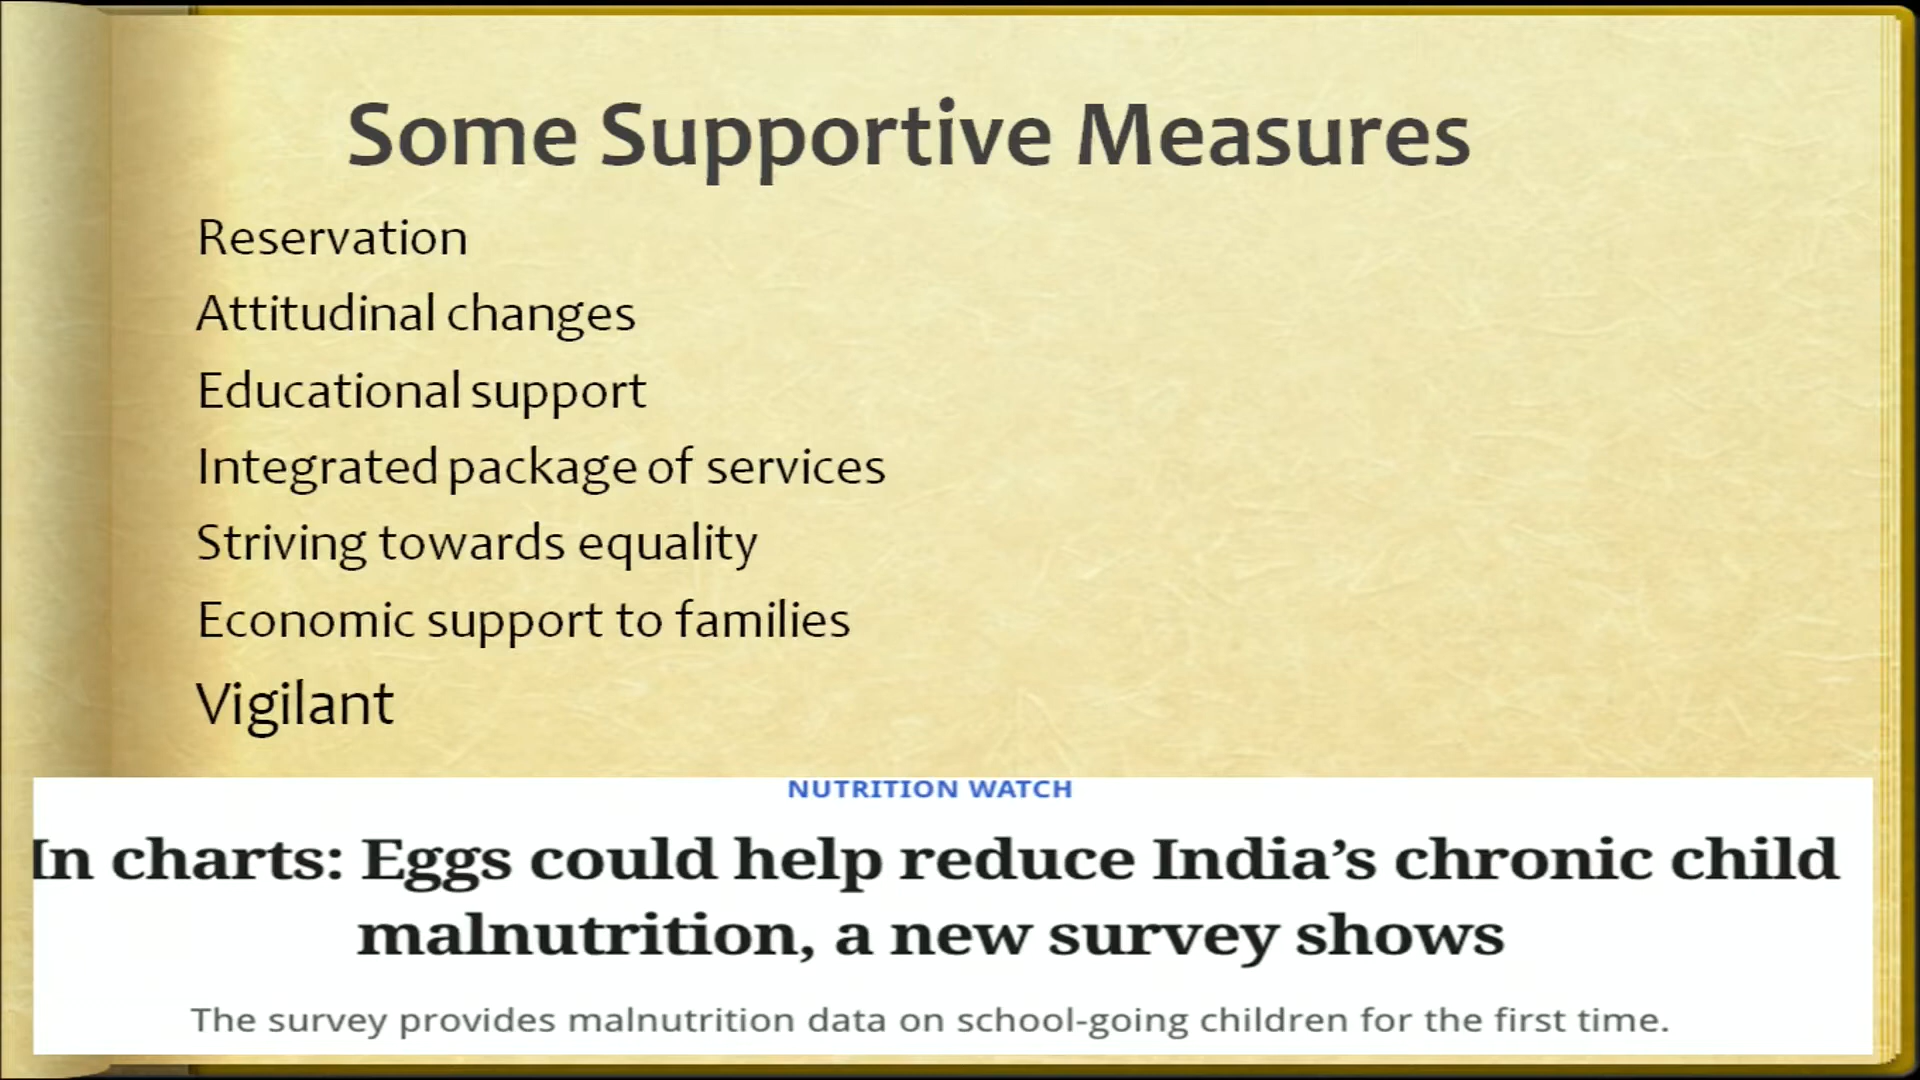 Some Supportive Measures
Reservation
Attitudinal changes
Educational support
Integrated package of services
Striving towards equality
Economic support to families
Vigilant
NUTRITION WATCH
In charts: Eggs could help reduce India’s chronic child
malnutrition, a new survey shows
The survey provides malnutrition data on school-going children for the first time.